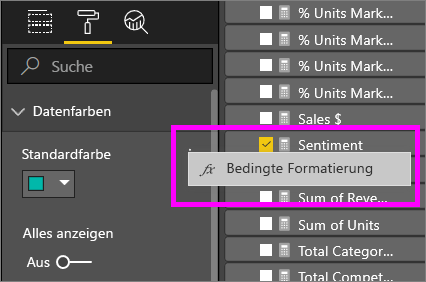 Suche
Datenfarben
Standardfarbe
Alles anzeigen
Aus
% Units Mark...
% Units Mark...
% Units Mark...
% Units Mark...
Sales $
Sentiment
fx Bedingte Formatierung
Sum of Reve...
Sum of Units
Total Categor...
Total Compet...